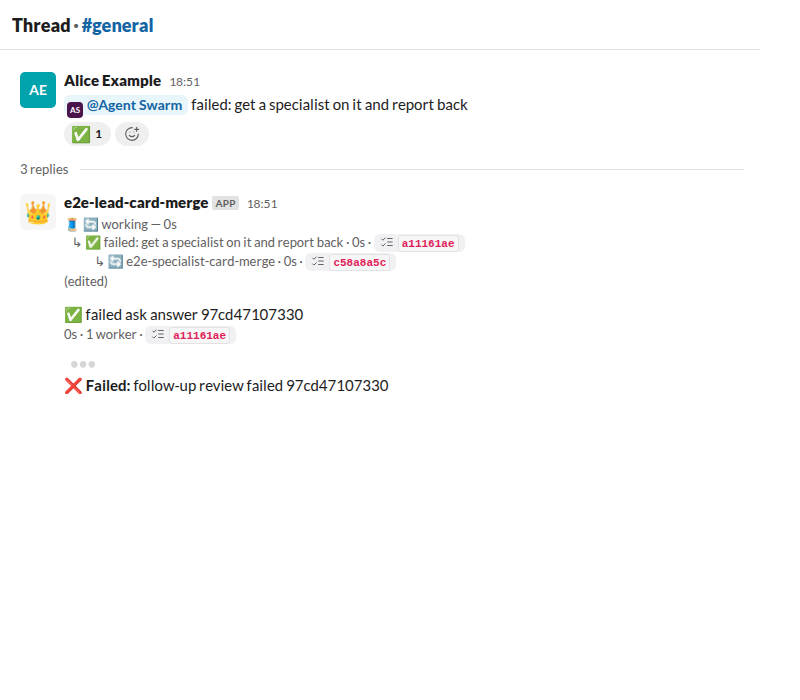 Thread • #general
AE
Alice Example 18:51
AS @Agent Swarm failed: get a specialist on it and report back
✅ 1
3 replies
e2e-lead-card-merge APP 18:51
🧵 🔄 working — 0s
↳ ✅ failed: get a specialist on it and report back · 0s · a11161ae
↳ 🔄 e2e-specialist-card-merge · 0s · c58a8a5c
(edited)
✅ failed ask answer 97cd47107330
0s · 1 worker · a11161ae
❌ Failed: follow-up review failed 97cd47107330